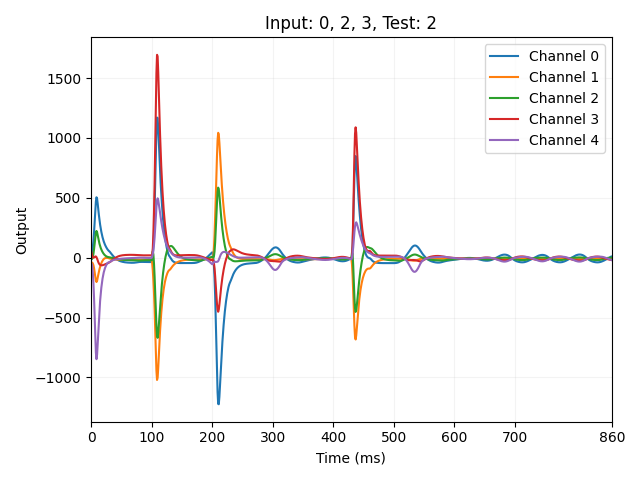 Input: 0, 2, 3, Test: 2
Channel 0
Channel 1
Channel 2
Channel 3
Channel 4
1500
1000
500
0
−500
−1000
Output
0 100 200 300 400 500 600 700 860
Time (ms)